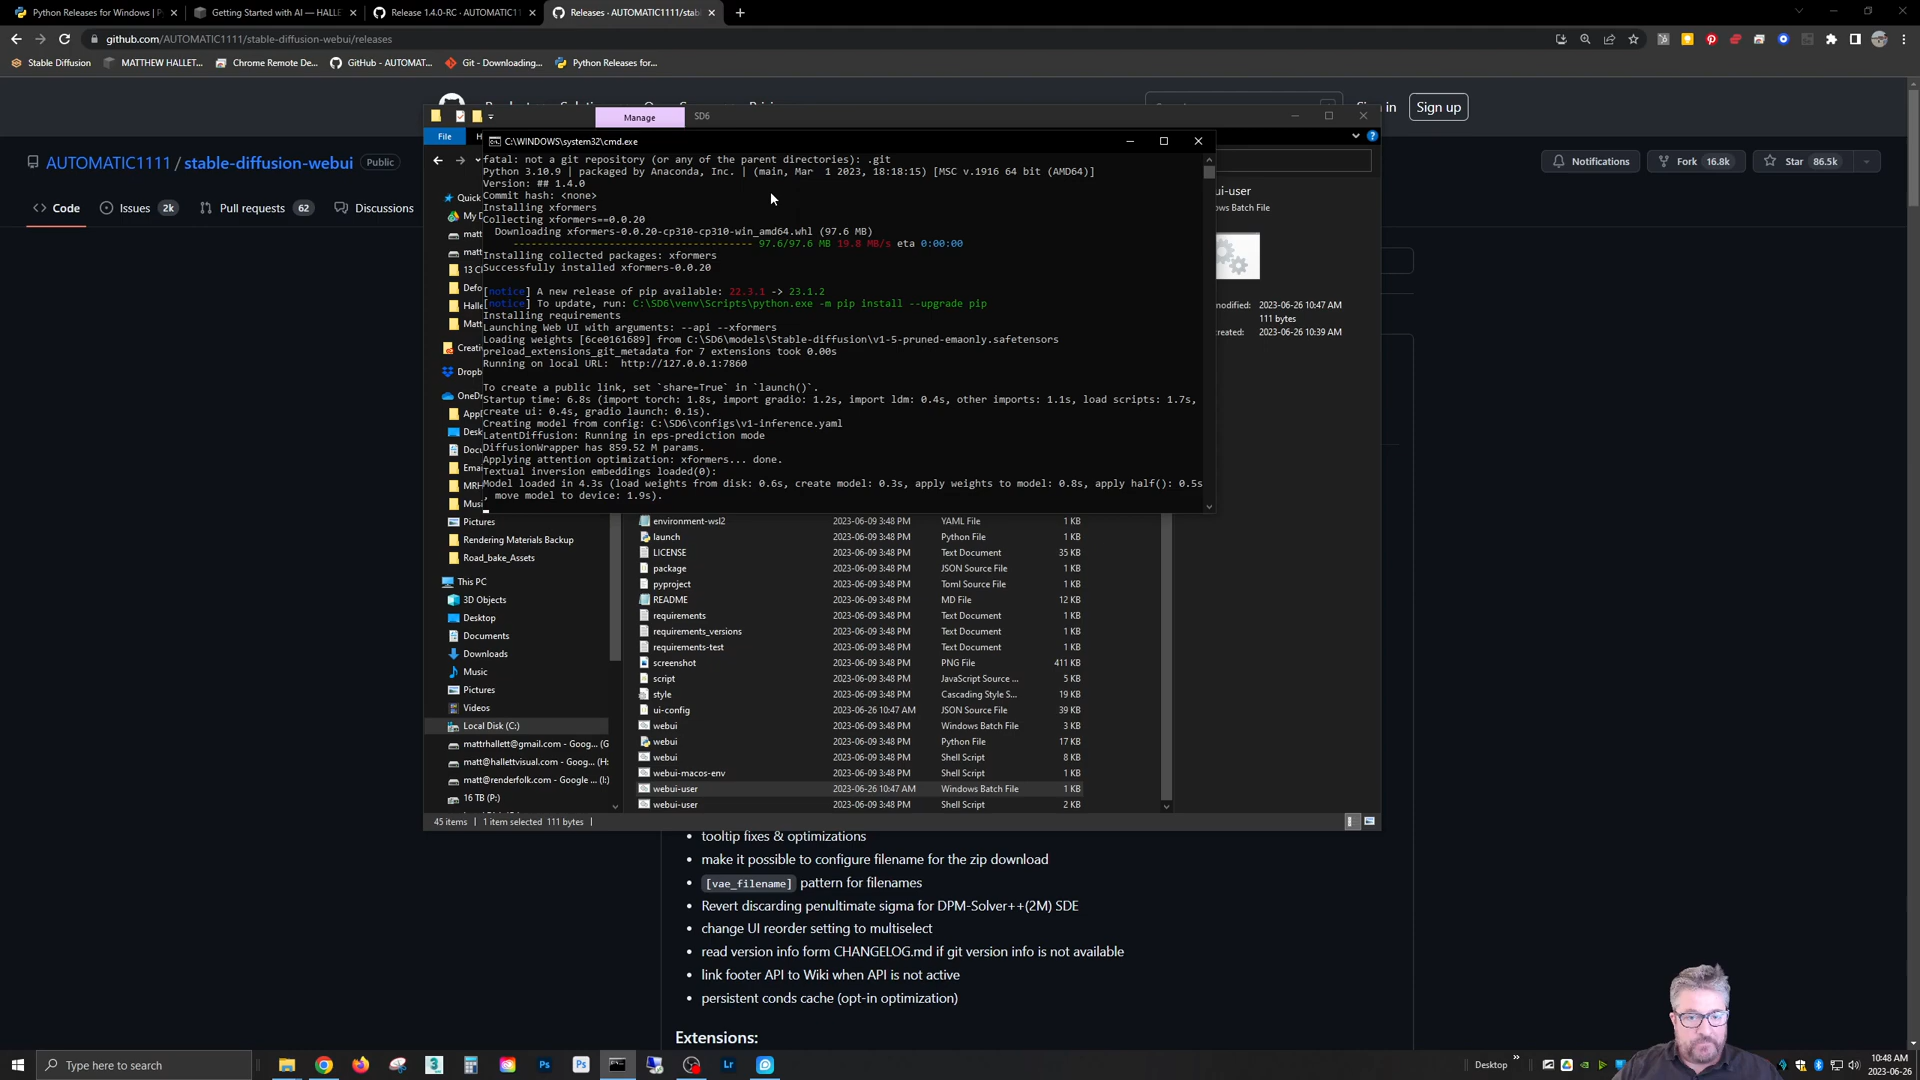 Python Releases for Windows | P
Getting Started with AI — HALLE
Release 1.4.0-RC · AUTOMATIC11
Releases · AUTOMATIC1111/stab
github.com/AUTOMATIC1111/stable-diffusion-webui/releases
Stable Diffusion
MATTHEW HALLET...
Chrome Remote De...
GitHub - AUTOMAT...
Git - Downloading...
Python Releases for...
in
Sign up
Manage
SD6
File
C:\WINDOWS\system32\cmd.exe
AUTOMATIC1111 / stable-diffusion-webui
Public
Notifications
Fork 16.8k
Star 86.5k
Code
Issues 2k
Pull requests 62
Discussions
fatal: not a git repository (or any of the parent directories): .git
Python 3.10.9 | packaged by Anaconda, Inc. | (main, Mar 1 2023, 18:18:15) [MSC v.1916 64 bit (AMD64)]
Version: ## 1.4.0
Commit hash: <none>
Installing xformers
Collecting xformers==0.0.20
Downloading xformers-0.0.20-cp310-cp310-win_amd64.whl (97.6 MB)
---------------------------------------- 97.6/97.6 MB 19.8 MB/s eta 0:00:00
Installing collected packages: xformers
Successfully installed xformers-0.0.20
[notice] A new release of pip available: 22.3.1 -> 23.1.2
[notice] To update, run: C:\SD6\venv\Scripts\python.exe -m pip install --upgrade pip
Installing requirements
Launching Web UI with arguments: --api --xformers
Loading weights [6ce0161689] from C:\SD6\models\Stable-diffusion\v1-5-pruned-emaonly.safetensors
preload_extensions_git_metadata for 7 extensions took 0.00s
Running on local URL:  http://127.0.0.1:7860
To create a public link, set `share=True` in `launch()`.
Startup time: 6.8s (import torch: 1.8s, import gradio: 1.2s, import ldm: 0.4s, other imports: 1.1s, load scripts: 1.7s,
create ui: 0.4s, gradio launch: 0.1s).
Creating model from config: C:\SD6\configs\v1-inference.yaml
LatentDiffusion: Running in eps-prediction mode
DiffusionWrapper has 859.52 M params.
Applying attention optimization: xformers... done.
Textual inversion embeddings loaded(0):
Model loaded in 4.3s (load weights from disk: 0.6s, create model: 0.3s, apply weights to model: 0.8s, apply half(): 0.5s
, move model to device: 1.9s).
ui-user
ows Batch File
modified: 2023-06-26 10:47 AM
111 bytes
reated: 2023-06-26 10:39 AM
Quick
My D
matt
matt
13 C
Defo
Halle
Matt
Creati
Dropb
OneDr
App
Desk
Docu
Emai
MRH
Musi
Pictures
Rendering Materials Backup
Road_bake_Assets
This PC
3D Objects
Desktop
Documents
Downloads
Music
Pictures
Videos
Local Disk (C:)
mattrhallett@gmail.com - Goog... (G
matt@hallettvisual.com - Goog... (H:
matt@renderfolk.com - Google ... (I:)
16 TB (P:)
environment-wsl2 2023-06-09 3:48 PM YAML File 1 KB
launch 2023-06-09 3:48 PM Python File 1 KB
LICENSE 2023-06-09 3:48 PM Text Document 35 KB
package 2023-06-09 3:48 PM JSON Source File 1 KB
pyproject 2023-06-09 3:48 PM Toml Source File 1 KB
README 2023-06-09 3:48 PM MD File 12 KB
requirements 2023-06-09 3:48 PM Text Document 1 KB
requirements_versions 2023-06-09 3:48 PM Text Document 1 KB
requirements-test 2023-06-09 3:48 PM Text Document 1 KB
screenshot 2023-06-09 3:48 PM PNG File 411 KB
script 2023-06-09 3:48 PM JavaScript Source ... 5 KB
style 2023-06-09 3:48 PM Cascading Style S... 19 KB
ui-config 2023-06-26 10:47 AM JSON Source File 39 KB
webui 2023-06-09 3:48 PM Windows Batch File 3 KB
webui 2023-06-09 3:48 PM Python File 17 KB
webui 2023-06-09 3:48 PM Shell Script 8 KB
webui-macos-env 2023-06-09 3:48 PM Shell Script 1 KB
webui-user 2023-06-26 10:47 AM Windows Batch File 1 KB
webui-user 2023-06-09 3:48 PM Shell Script 2 KB
45 items 1 item selected 111 bytes
• tooltip fixes & optimizations
• make it possible to configure filename for the zip download
• [vae_filename] pattern for filenames
• Revert discarding penultimate sigma for DPM-Solver++(2M) SDE
• change UI reorder setting to multiselect
• read version info form CHANGELOG.md if git version info is not available
• link footer API to Wiki when API is not active
• persistent conds cache (opt-in optimization)
Extensions:
Type here to search
Desktop
10:48 AM
2023-06-26